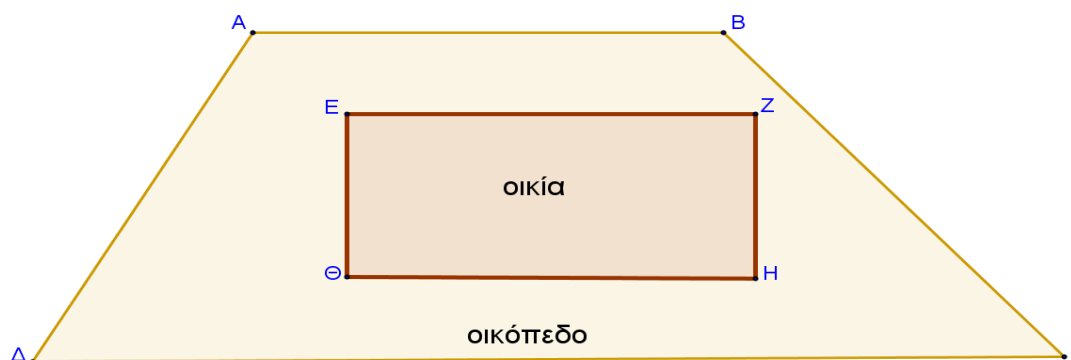 Α Β
Ε Ζ
οικία
Θ Η
οικόπεδο
Δ